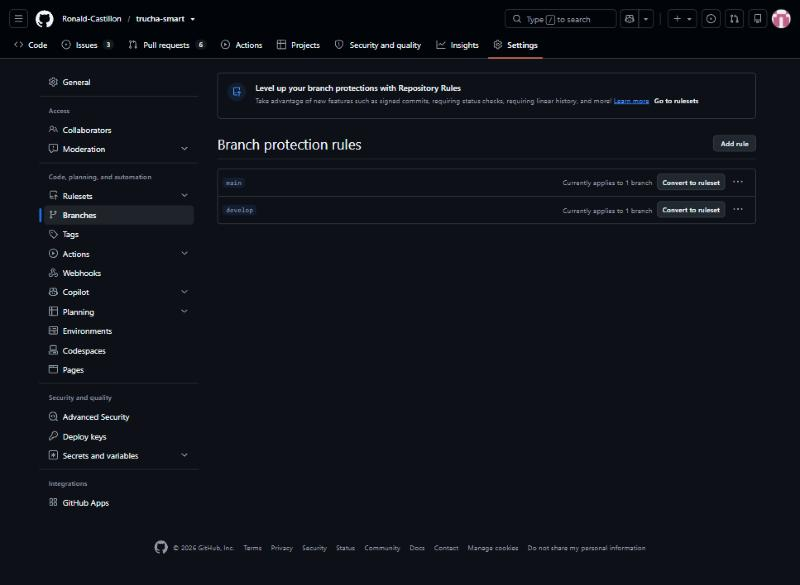 Ronald-Castillon / trucha-smart
Type / to search
Code
Issues 3
Pull requests 6
Actions
Projects
Security and quality
Insights
Settings
General
Access
Collaborators
Moderation
Code, planning, and automation
Rulesets
Branches
Tags
Actions
Webhooks
Copilot
Planning
Environments
Codespaces
Pages
Security and quality
Advanced Security
Deploy keys
Secrets and variables
Integrations
GitHub Apps
Level up your branch protections with Repository Rules
Take advantage of new features such as signed commits, requiring status checks, requiring linear history, and more! Learn more Go to rulesets
Branch protection rules
Add rule
main Currently applies to 1 branch Convert to ruleset
develop Currently applies to 1 branch Convert to ruleset
© 2026 GitHub, Inc. Terms Privacy Security Status Community Docs Contact Manage cookies Do not share my personal information